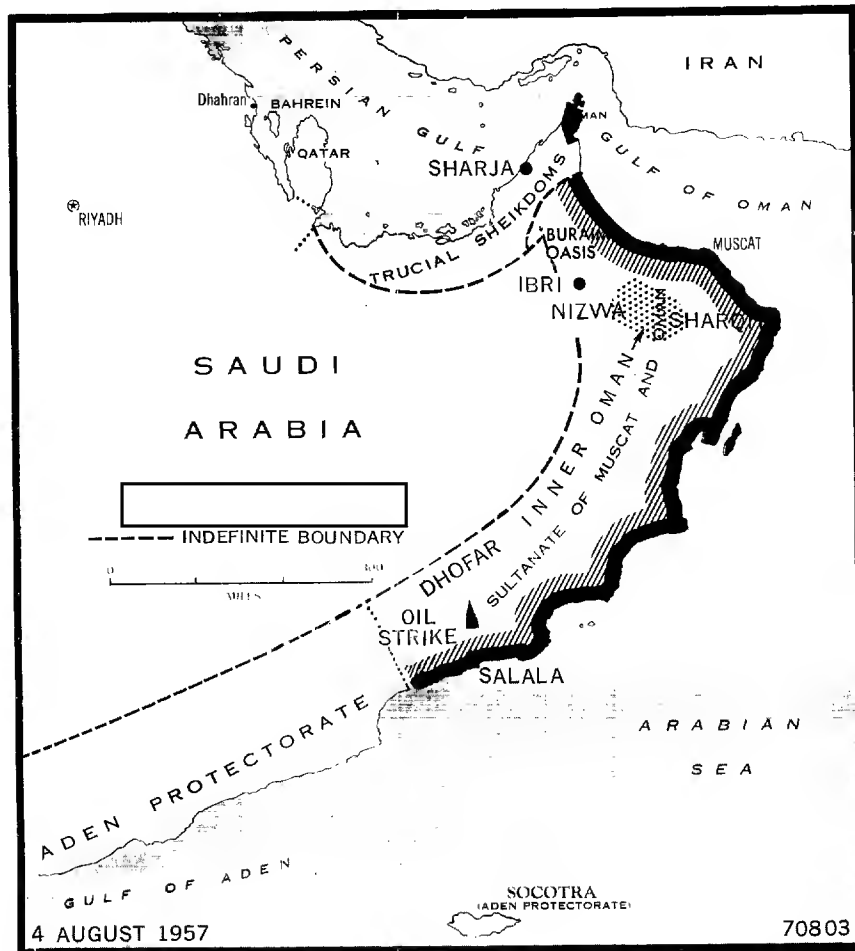 IRAN
PERSIAN GULF
Dhahran
BAHREIN
QATAR
SHARJA
GULF OF OMAN
RIYADH
TRUCIAL SHEIKDOMS
OASIS
MUSCAT
IBRI
NIZWA
OMAN
SAUDI
ARABIA
INNER OMAN
SULTANATE OF MUSCAT AND
INDEFINITE BOUNDARY
0
MILES
DHOFAR
OIL
STRIKE
SALALA
ARABIAN
SEA
ADEN PROTECTORATE
GULF OF ADEN
SOCOTRA
(ADEN PROTECTORATE)
4 AUGUST 1957
70803